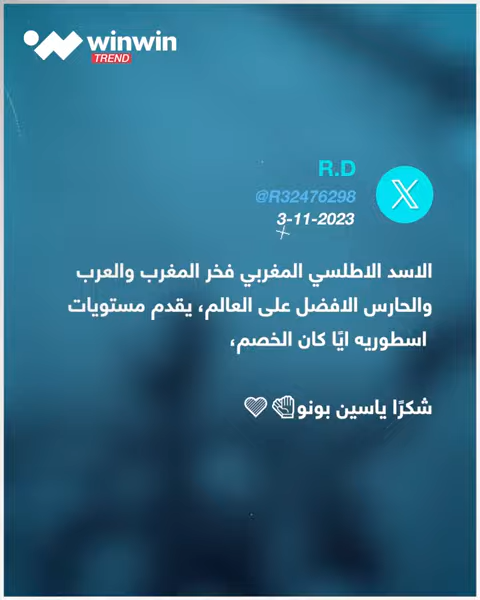 winwin
TREND
R.D
@R32476298
3-11-2023
الاسد الاطلسي المغربي فخر المغرب والعرب
والحارس الافضل على العالم، يقدم مستويات
اسطوريه ايًا كان الخصم،
شكرًا ياسين بونو